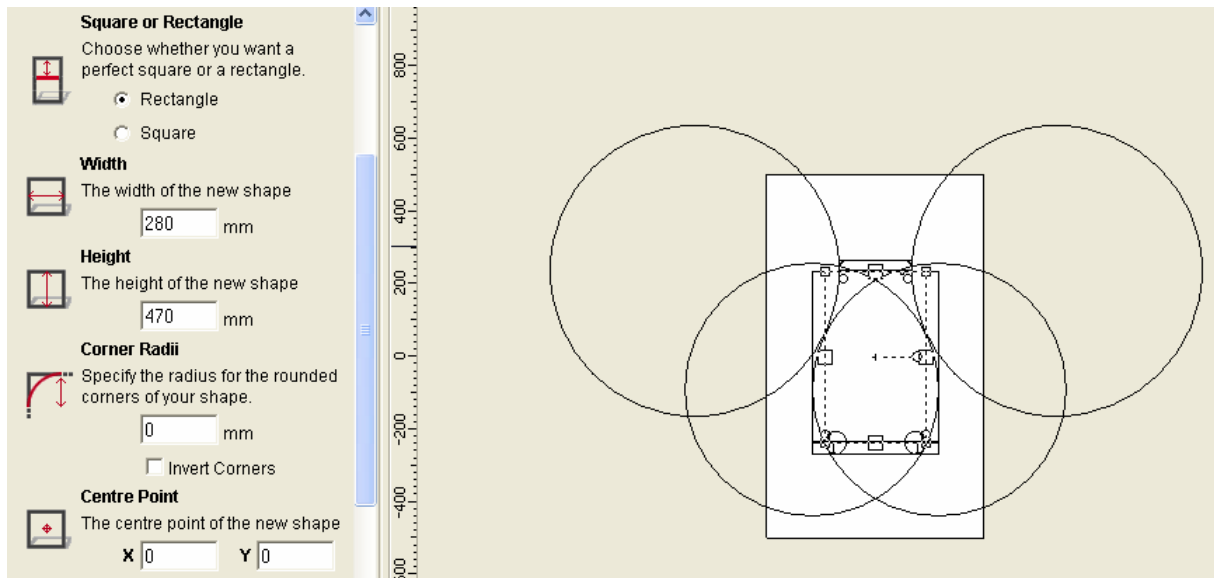 Square or Rectangle
Choose whether you want a
perfect square or a rectangle.
Rectangle
Square
Width
The width of the new shape
280 mm
Height
The height of the new shape
470 mm
Corner Radii
Specify the radius for the rounded
corners of your shape.
0 mm
Invert Corners
Centre Point
The centre point of the new shape
X 0 Y 0
800
600
400
200
0
-200
-400
500